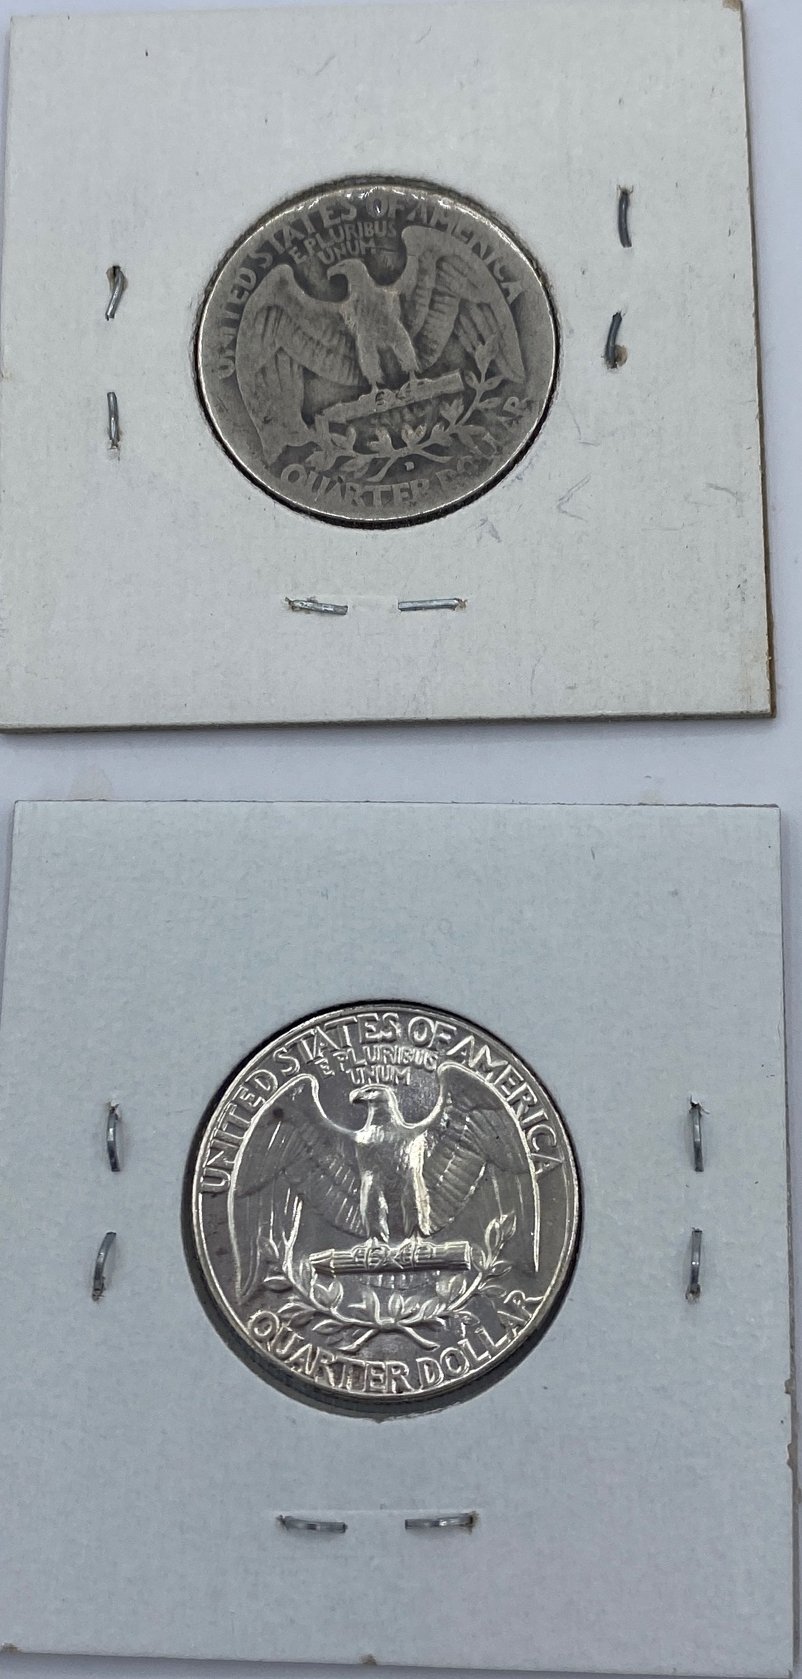 UNITED STATES OF AMERICA
E PLURIBUS
UNUM
D
QUARTER DOLLAR
UNITED STATES OF AMERICA
E PLURIBUS
UNUM
QUARTER DOLLAR